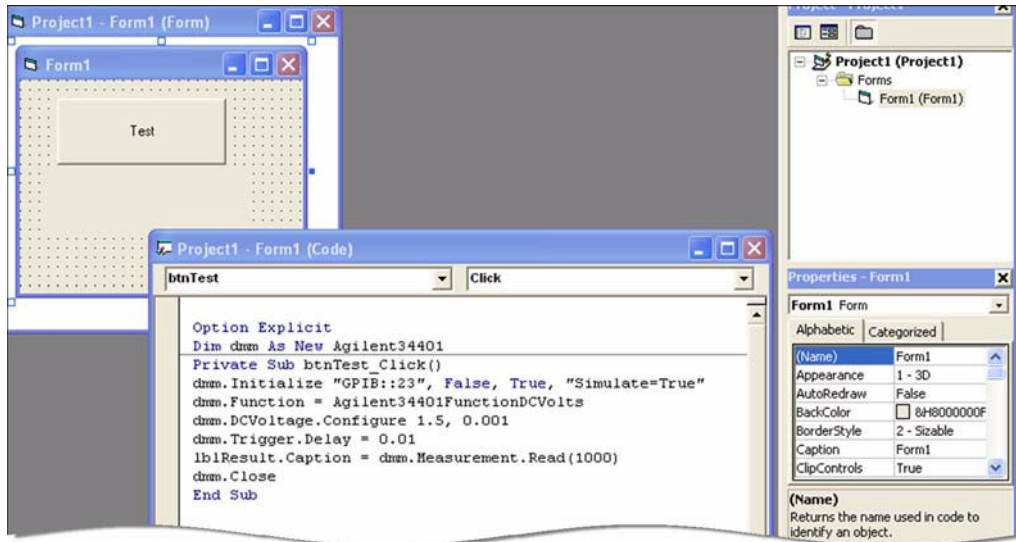 Project1 - Form1 (Form)
Form1
Test
Project1 - Form1 (Code)
btnTest
Click
Option Explicit
Dim dmm As New Agilent34401
Private Sub btnTest_Click()
dmm.Initialize "GPIB::23", False, True, "Simulate=True"
dmm.Function = Agilent34401FunctionDCVolts
dmm.DCVoltage.Configure 1.5, 0.001
dmm.Trigger.Delay = 0.01
lblResult.Caption = dmm.Measurement.Read(1000)
dmm.Close
End Sub
Project - Project1
Project1 (Project1)
Forms
Form1 (Form1)
Properties - Form1
Form1 Form
Alphabetic Categorized
(Name) Form1
Appearance 1 - 3D
AutoRedraw False
BackColor &H8000000F
BorderStyle 2 - Sizable
Caption Form1
ClipControls True
(Name)
Returns the name used in code to
identify an object.